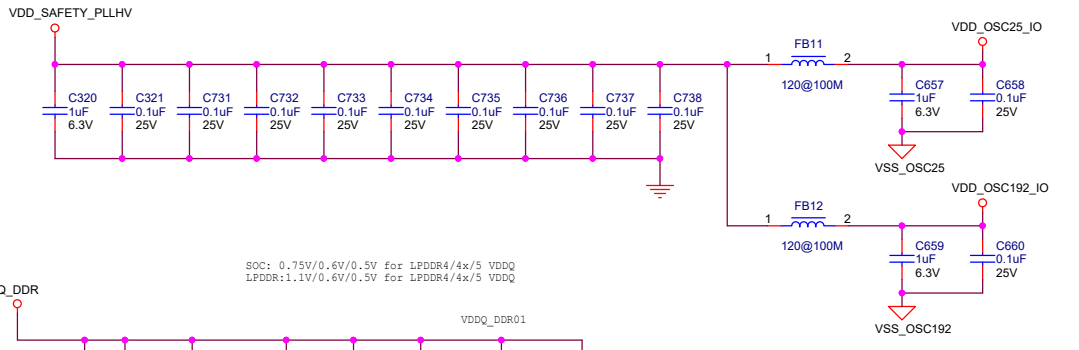 VDD_SAFETY_PLLHV
VDD_OSC25_IO
FB11
1 2
120@100M
C320
1uF
6.3V
C321
0.1uF
25V
C731
0.1uF
25V
C732
0.1uF
25V
C733
0.1uF
25V
C734
0.1uF
25V
C735
0.1uF
25V
C736
0.1uF
25V
C737
0.1uF
25V
C738
0.1uF
25V
C657
1uF
6.3V
C658
0.1uF
25V
VSS_OSC25
VDD_OSC192_IO
FB12
1 2
120@100M
C659
1uF
6.3V
C660
0.1uF
25V
VSS_OSC192
SOC: 0.75V/0.6V/0.5V for LPDDR4/4x/5 VDDQ
LPDDR:1.1V/0.6V/0.5V for LPDDR4/4x/5 VDDQ
Q_DDR
VDDQ_DDR01